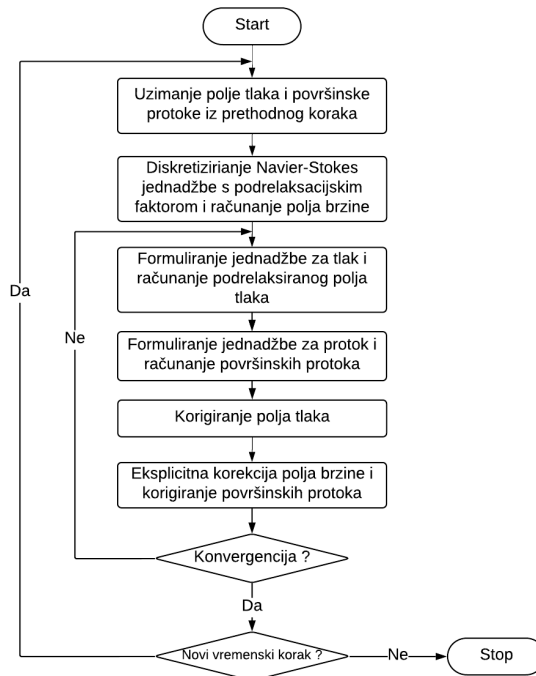 Start
Uzimanje polje tlaka i površinske
protoke iz prethodnog koraka
Diskretizirianje Navier-Stokes
jednadžbe s podrelaksacijskim
faktorom i računanje polja brzine
Formuliranje jednadžbe za tlak i
računanje podrelaksiranog polja
tlaka
Da
Ne
Formuliranje jednadžbe za protok i
računanje površinskih protoka
Korigiranje polja tlaka
Eksplicitna korekcija polja brzine i
korigiranje površinskih protoka
Konvergencija ?
Da
Novi vremenski korak ?
Ne
Stop